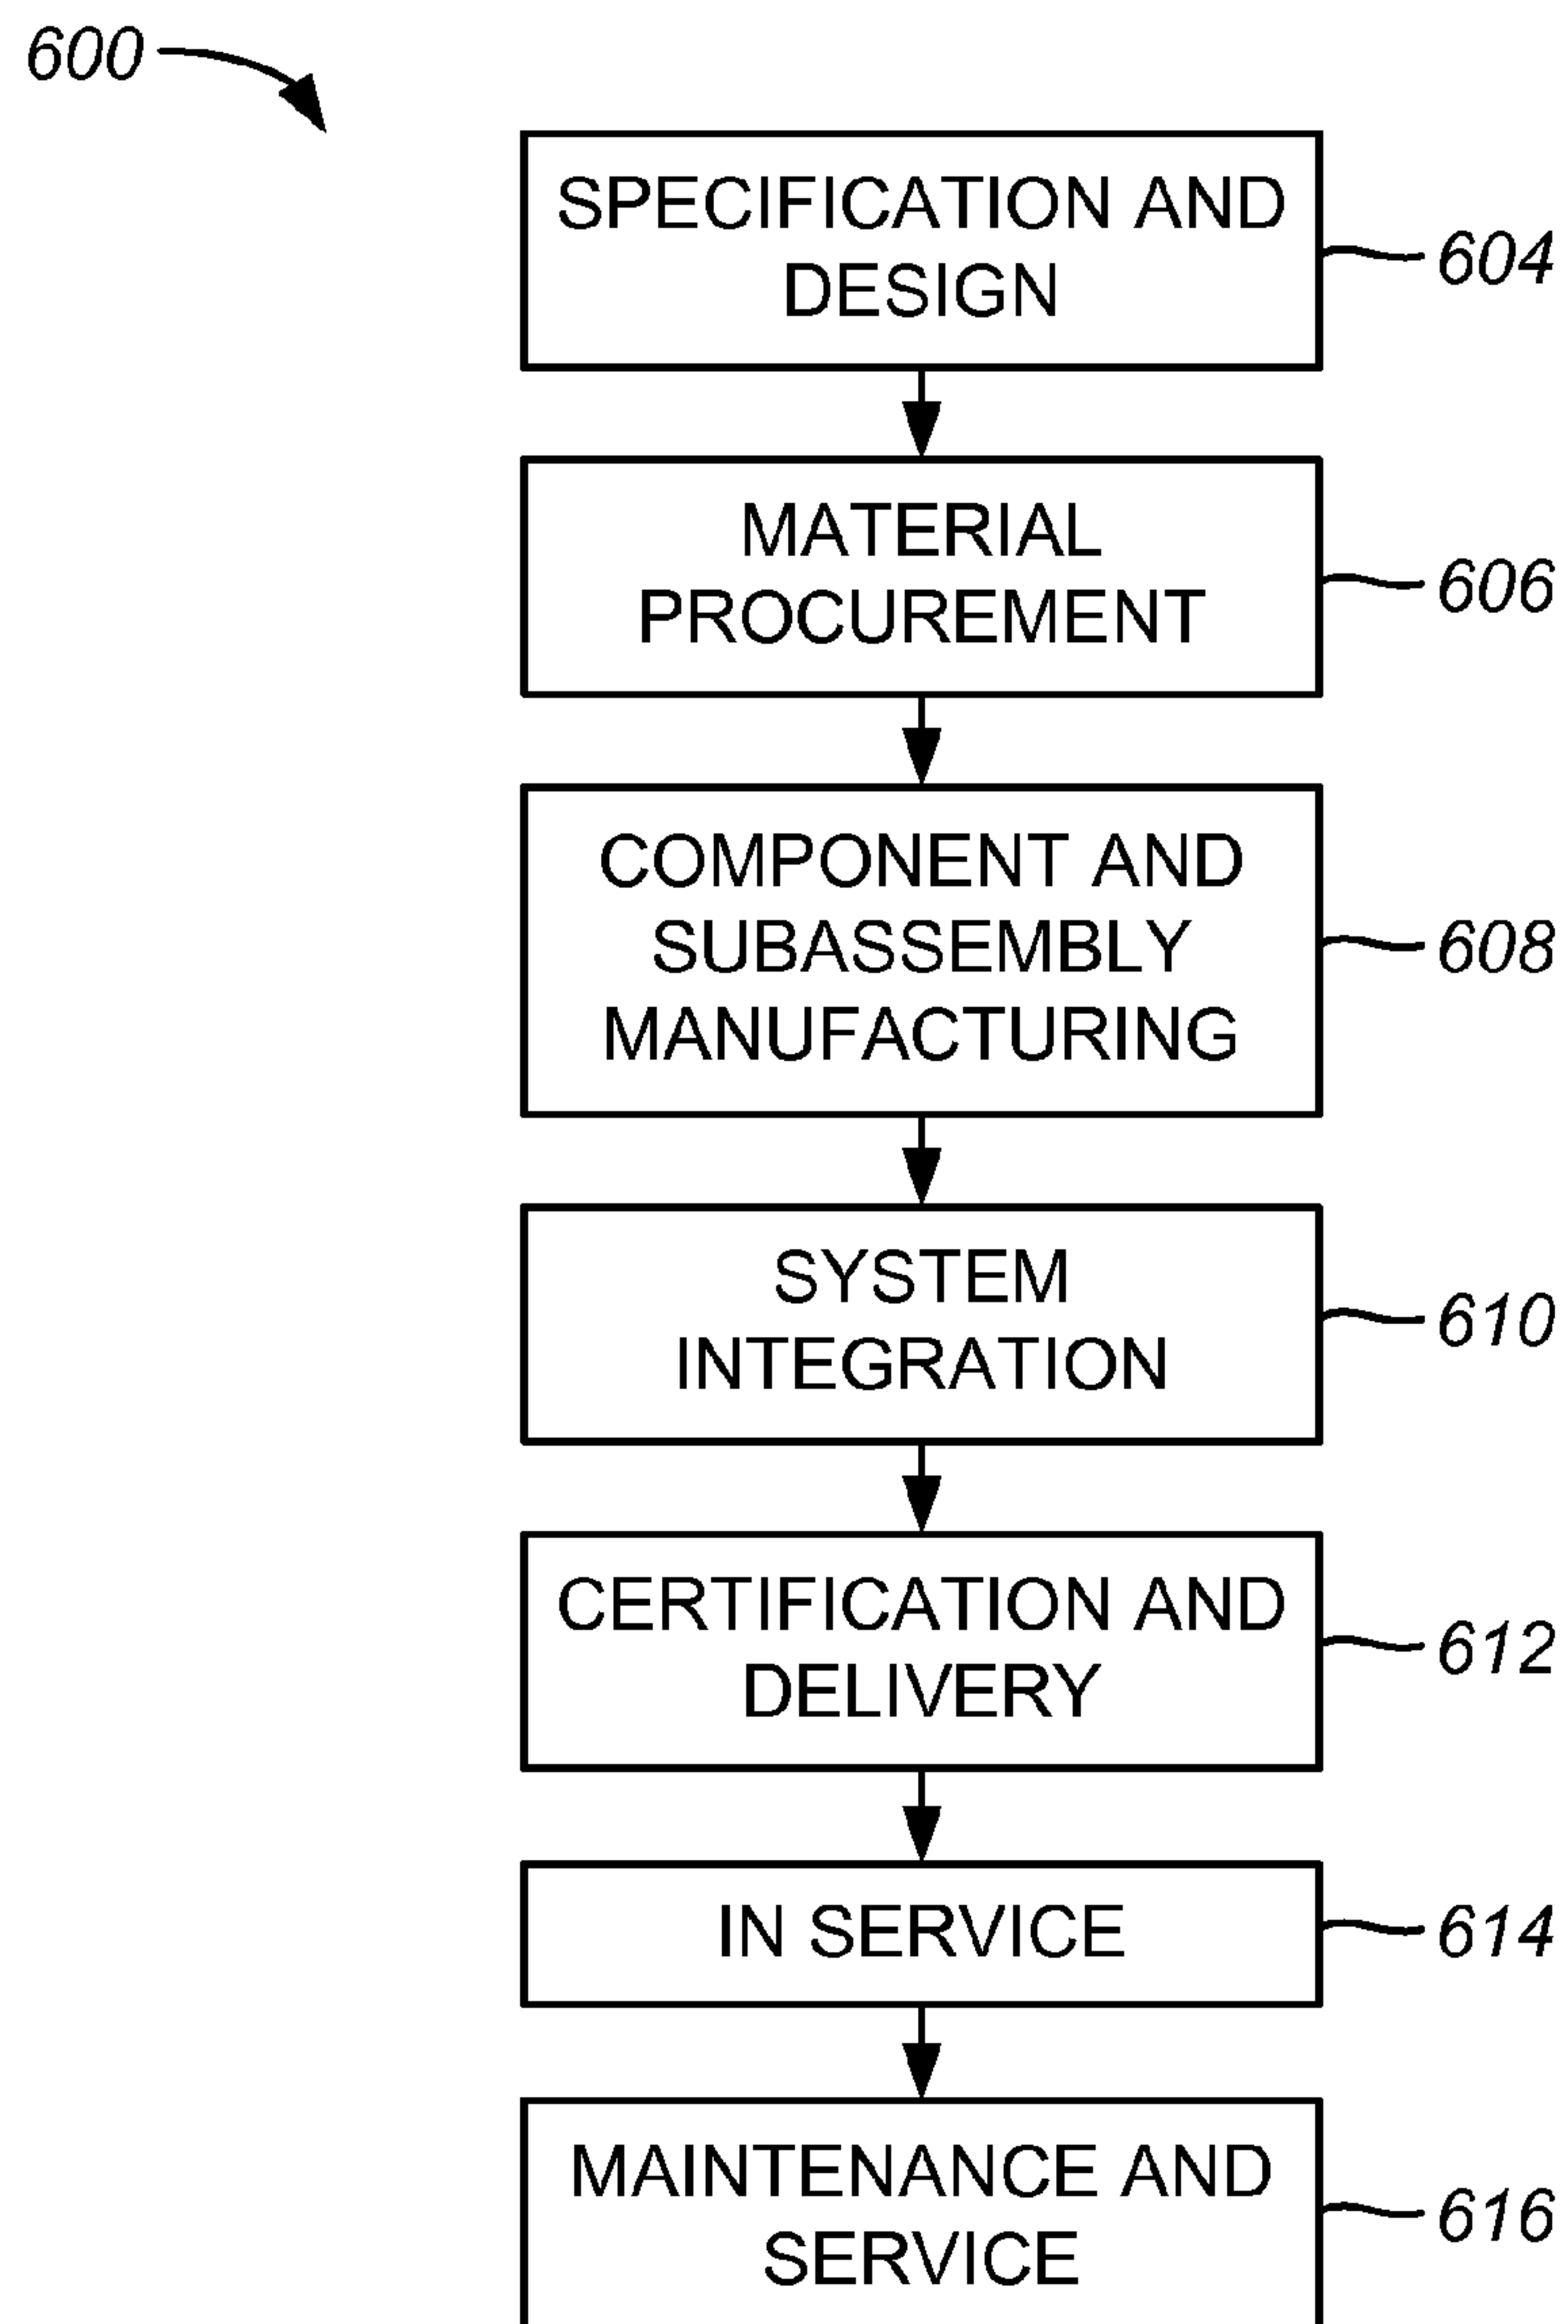 600
SPECIFICATION AND
DESIGN
604
MATERIAL
PROCUREMENT
606
COMPONENT AND
SUBASSEMBLY
MANUFACTURING
608
SYSTEM
INTEGRATION
610
CERTIFICATION AND
DELIVERY
612
IN SERVICE
614
MAINTENANCE AND
SERVICE
616